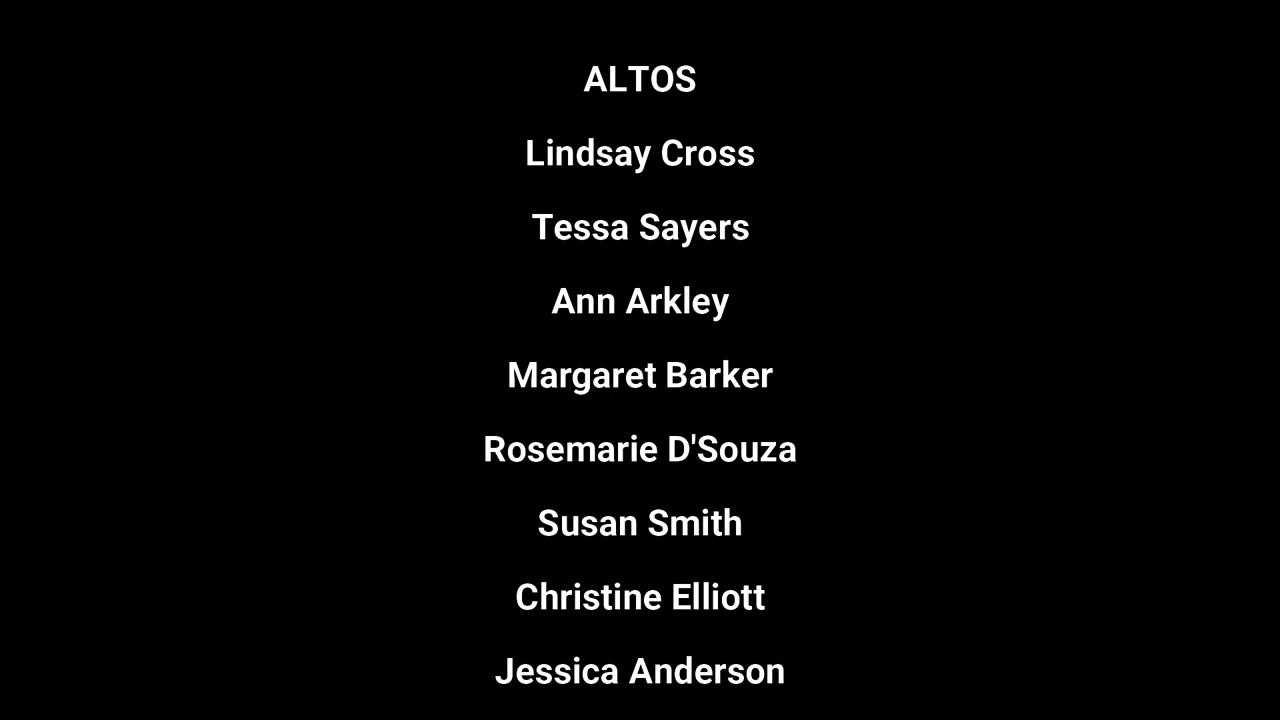 ALTOS
Lindsay Cross
Tessa Sayers
Ann Arkley
Margaret Barker
Rosemarie D'Souza
Susan Smith
Christine Elliott
Jessica Anderson